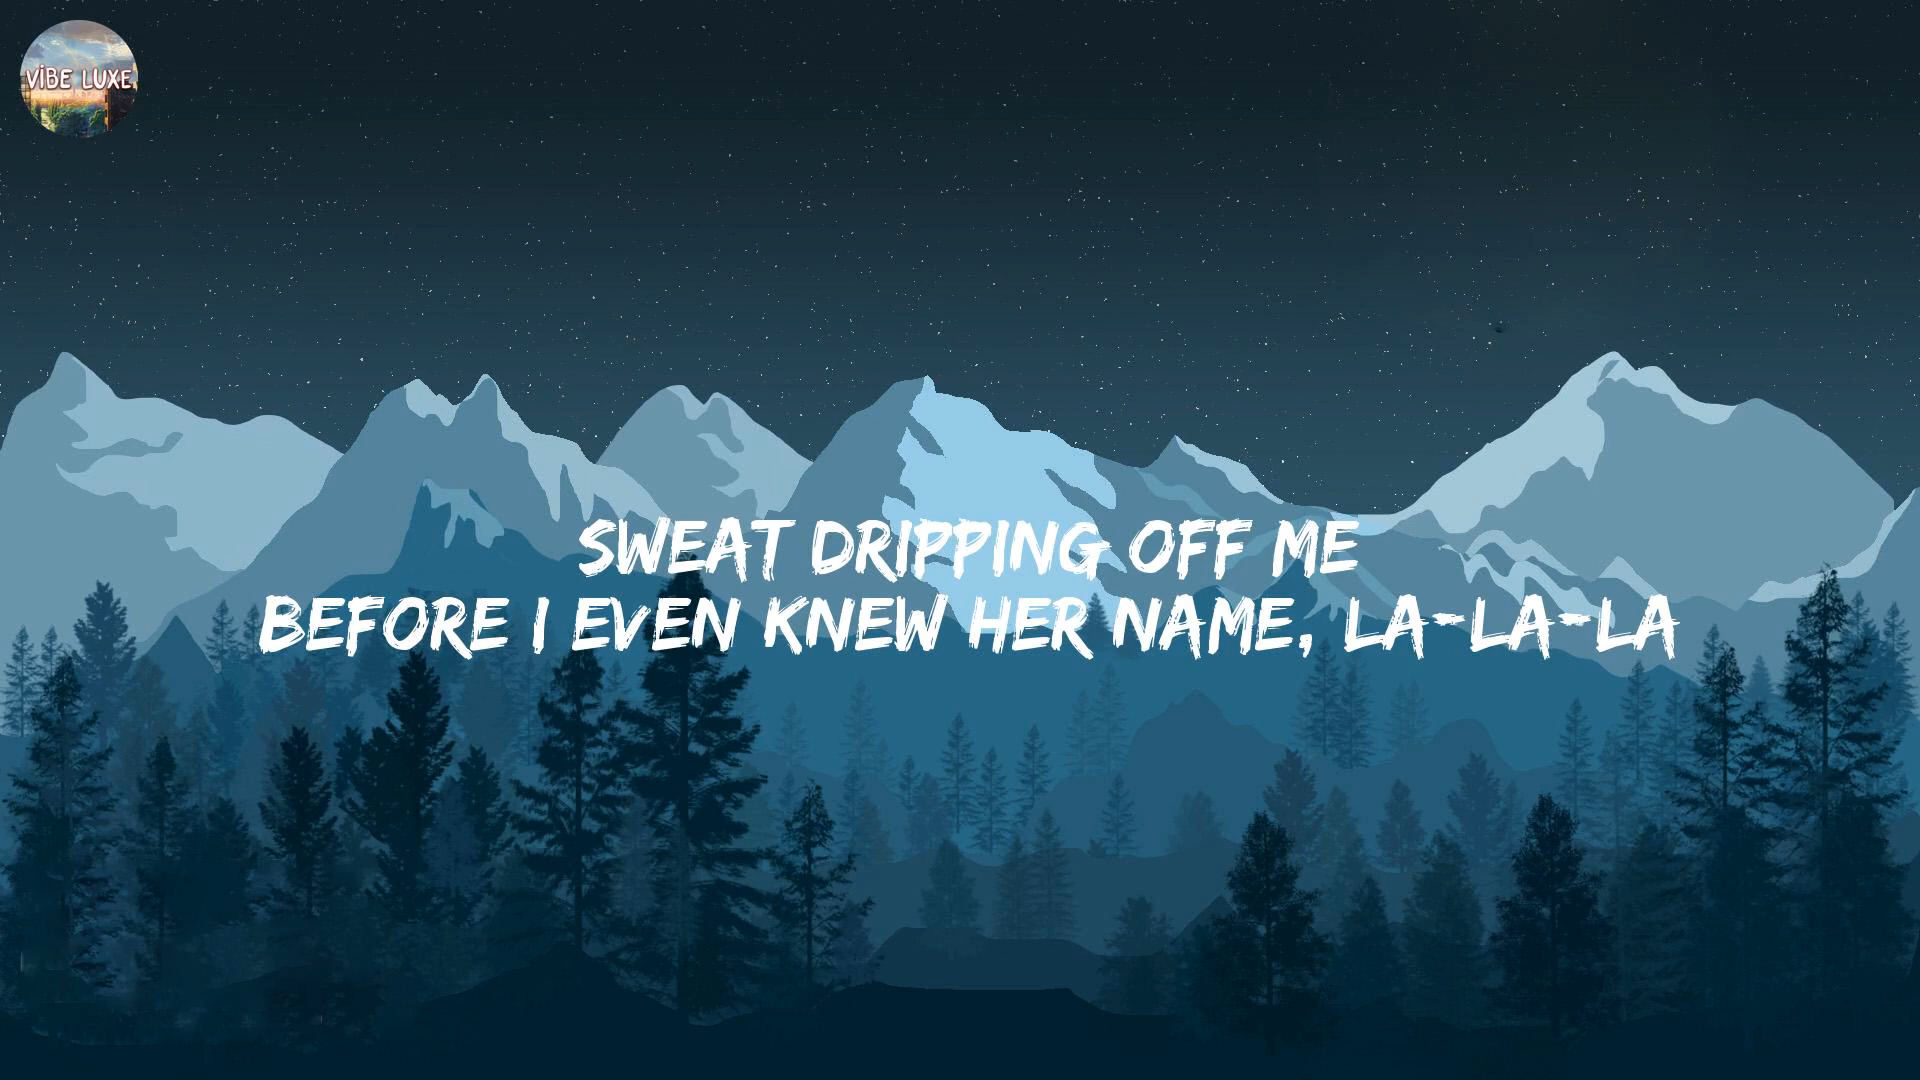 VIBE LUXE
SWEAT DRIPPING OFF ME
BEFORE I EVEN KNEW HER NAME, LA-LA-LA